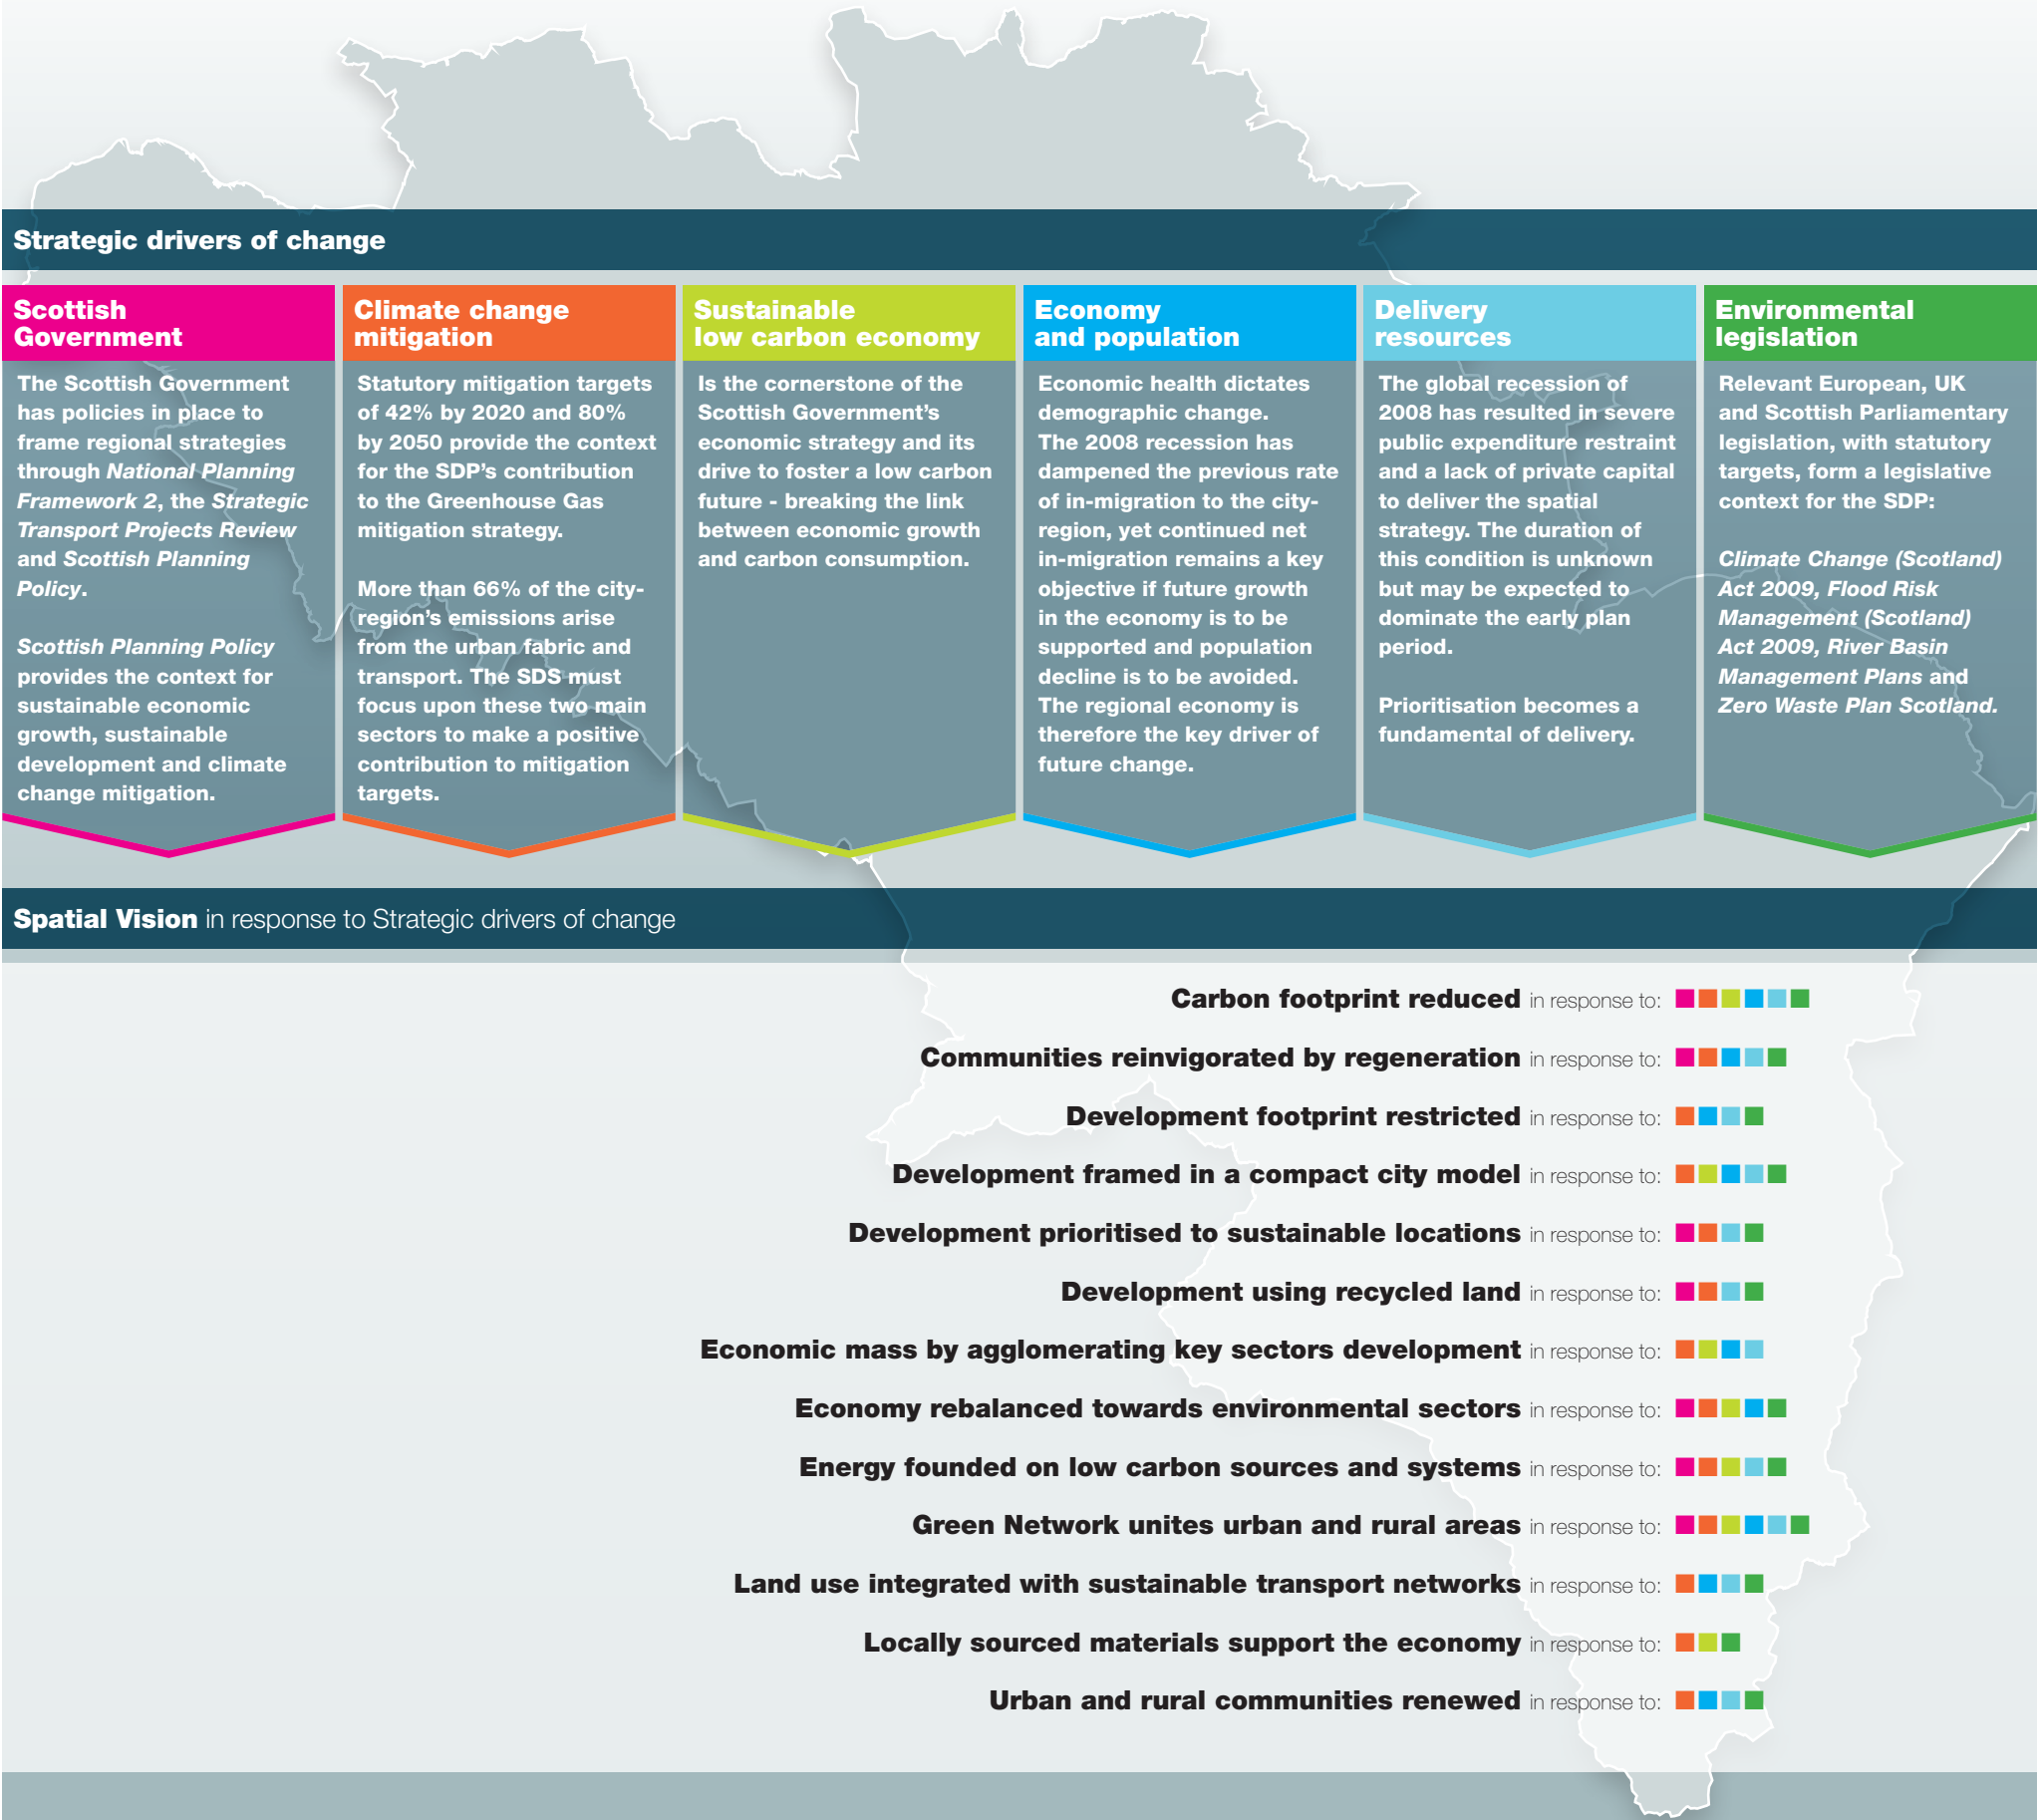 Strategic drivers of change
Scottish
Government
The Scottish Government
has policies in place to
frame regional strategies
through National Planning
Framework 2, the Strategic
Transport Projects Review
and Scottish Planning
Policy.
Scottish Planning Policy
provides the context for
sustainable economic
growth, sustainable
development and climate
change mitigation.
Climate change
mitigation
Statutory mitigation targets
of 42% by 2020 and 80%
by 2050 provide the context
for the SDP's contribution
to the Greenhouse Gas
mitigation strategy.
More than 66% of the city-
region's emissions arise
from the urban fabric and
transport. The SDS must
focus upon these two main
sectors to make a positive
contribution to mitigation
targets.
Sustainable
low carbon economy
Is the cornerstone of the
Scottish Government's
economic strategy and its
drive to foster a low carbon
future - breaking the link
between economic growth
and carbon consumption.
Economy
and population
Economic health dictates
demographic change.
The 2008 recession has
dampened the previous rate
of in-migration to the city-
region, yet continued net
in-migration remains a key
objective if future growth
in the economy is to be
supported and population
decline is to be avoided.
The regional economy is
therefore the key driver of
future change.
Delivery
resources
The global recession of
2008 has resulted in severe
public expenditure restraint
and a lack of private capital
to deliver the spatial
strategy. The duration of
this condition is unknown
but may be expected to
dominate the early plan
period.
Prioritisation becomes a
fundamental of delivery.
Environmental
legislation
Relevant European, UK
and Scottish Parliamentary
legislation, with statutory
targets, form a legislative
context for the SDP:
Climate Change (Scotland)
Act 2009, Flood Risk
Management (Scotland)
Act 2009, River Basin
Management Plans and
Zero Waste Plan Scotland.
Spatial Vision in response to Strategic drivers of change
Carbon footprint reduced in response to:
Communities reinvigorated by regeneration in response to:
Development footprint restricted in response to:
Development framed in a compact city model in response to:
Development prioritised to sustainable locations in response to:
Development using recycled land in response to:
Economic mass by agglomerating key sectors development in response to:
Economy rebalanced towards environmental sectors in response to:
Energy founded on low carbon sources and systems in response to:
Green Network unites urban and rural areas in response to:
Land use integrated with sustainable transport networks in response to:
Locally sourced materials support the economy in response to:
Urban and rural communities renewed in response to: